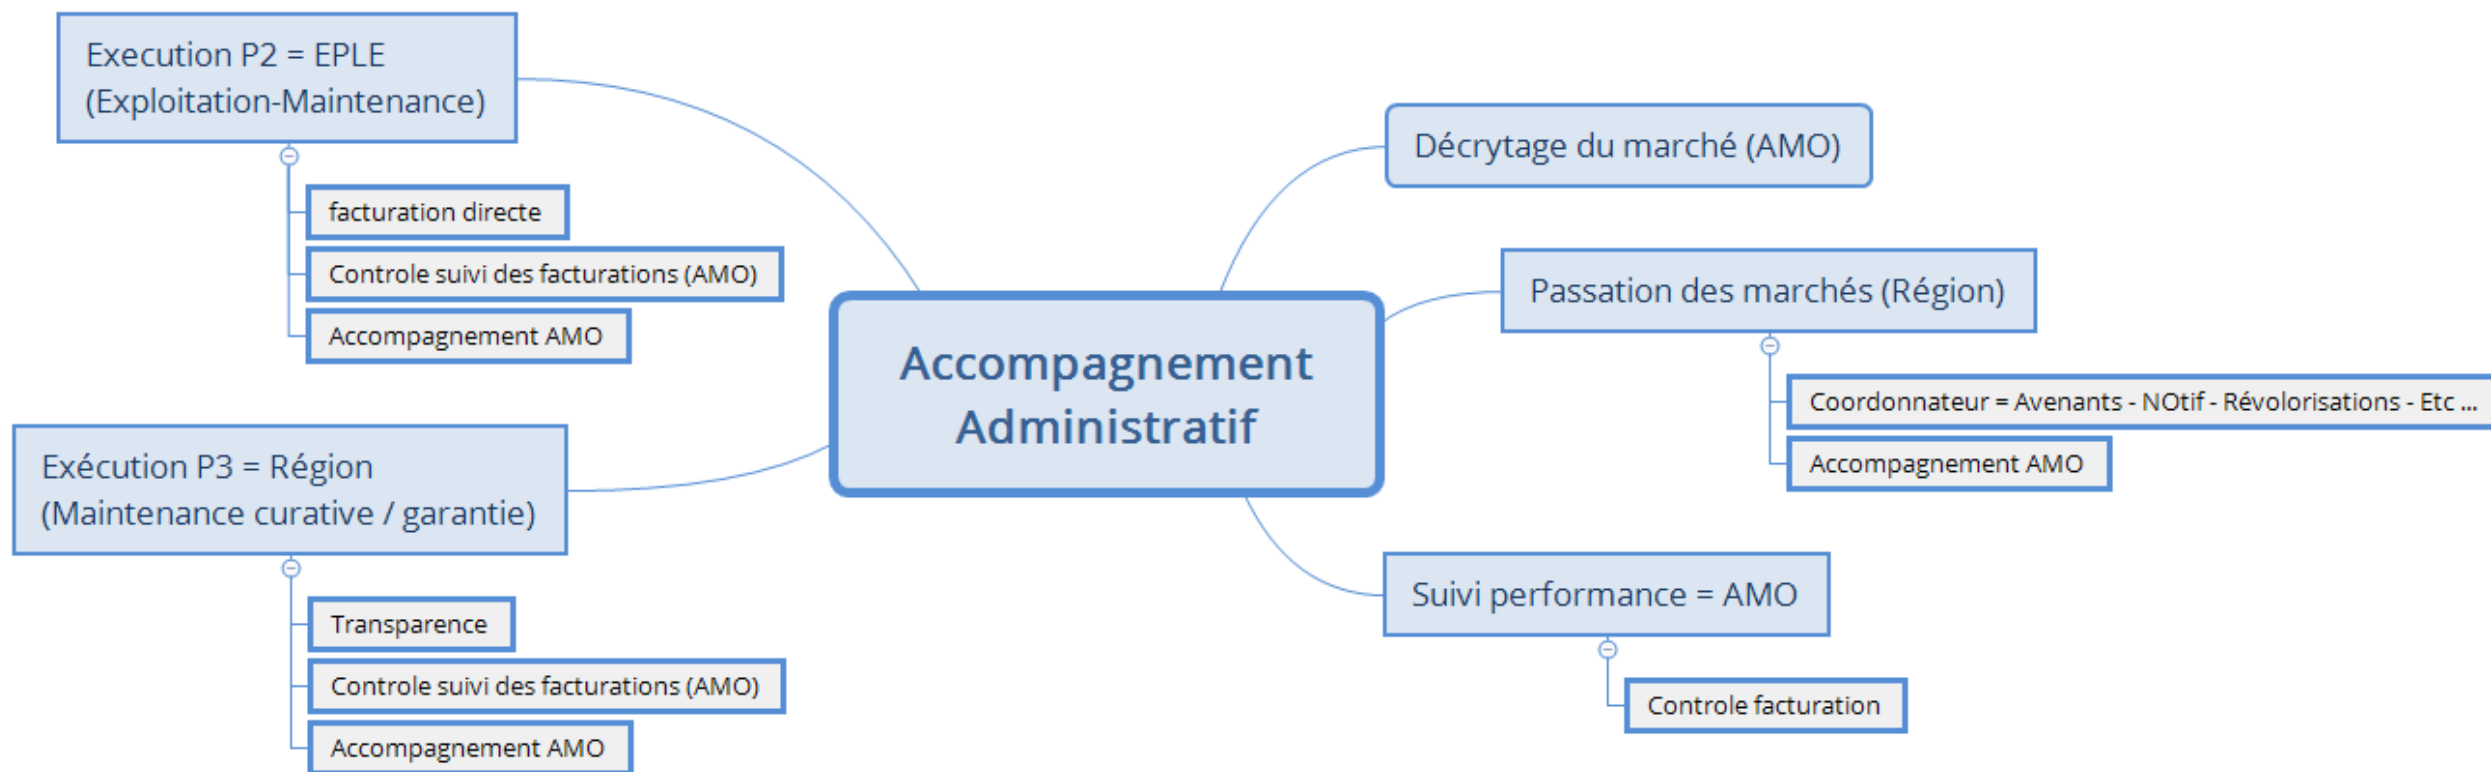 Execution P2 = EPLE
(Exploitation-Maintenance)
facturation directe
Controle suivi des facturations (AMO)
Accompagnement AMO
Exécution P3 = Région
(Maintenance curative / garantie)
Transparence
Controle suivi des facturations (AMO)
Accompagnement AMO
Accompagnement
Administratif
Décrytage du marché (AMO)
Passation des marchés (Région)
Coordonnateur = Avenants - NOtif - Révolorisations - Etc ...
Accompagnement AMO
Suivi performance = AMO
Controle facturation